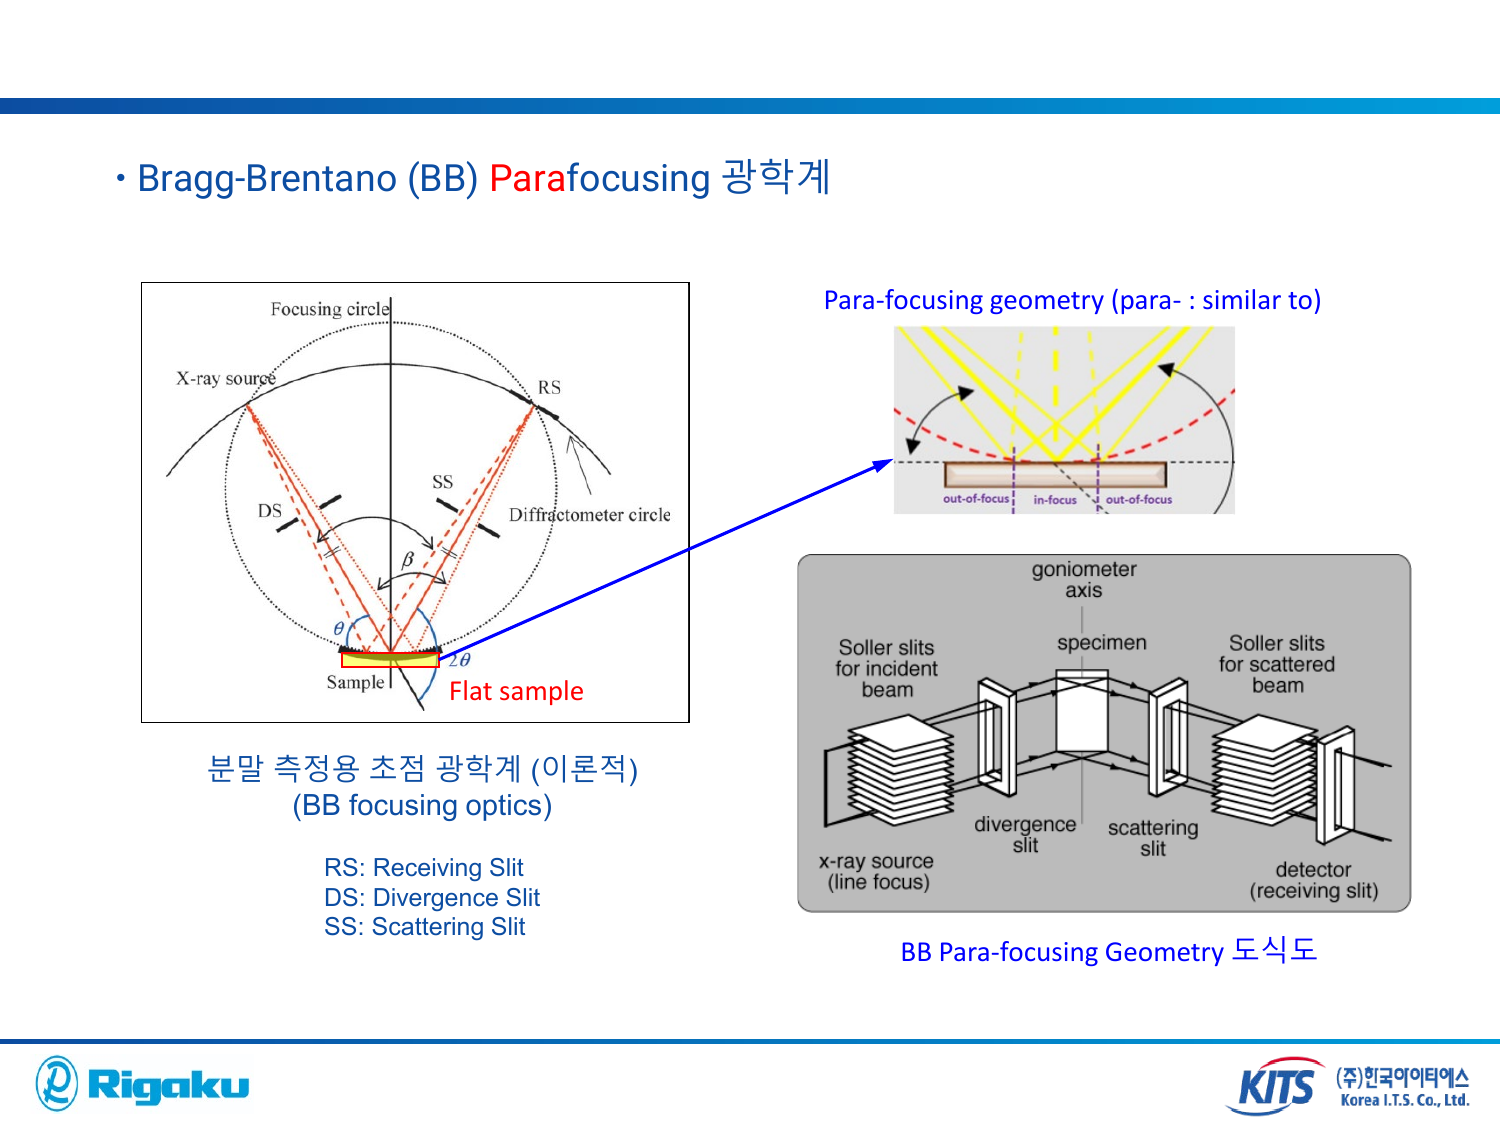 • Bragg-Brentano (BB) Parafocusing 광학계
Focusing circle
X-ray source
RS
SS
DS
Diffractometer circle
β
θ
2θ
Sample
Flat sample
분말 측정용 초점 광학계 (이론적)
(BB focusing optics)
RS: Receiving Slit
DS: Divergence Slit
SS: Scattering Slit
Para-focusing geometry (para- : similar to)
out-of-focus
in-focus
out-of-focus
goniometer
axis
specimen
Soller slits
for incident
beam
Soller slits
for scattered
beam
divergence
slit
scattering
slit
x-ray source
(line focus)
detector
(receiving slit)
BB Para-focusing Geometry 도식도
Rigaku
KITS
(주)한국아이티에스
Korea I.T.S. Co., Ltd.